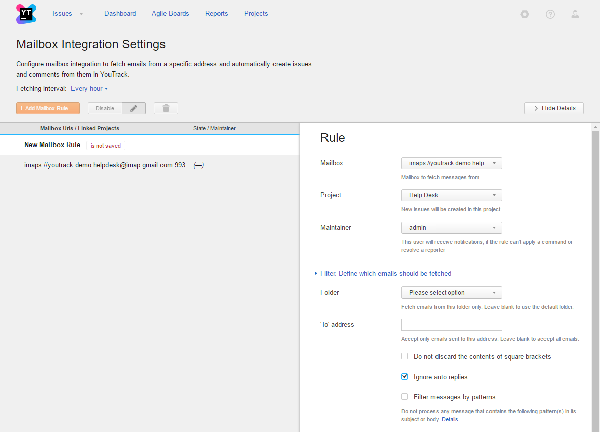 YT
Issues
Dashboard
Agile Boards
Reports
Projects
Mailbox Integration Settings
Configure mailbox integration to fetch emails from a specific address and automatically create issues
and comments from them in YouTrack.
Fetching interval: Every hour
Add Mailbox Rule
Disable
Hide Details
Mailbox Urls / Linked Projects
State / Maintainer
New Mailbox Rule is not saved
imaps://youtrack.demo.helpdesk@imap.gmail.com:993
Rule
Mailbox
imaps://youtrack.demo.help
Mailbox to fetch messages from
Project
Help Desk
New issues will be created in this project
Maintainer
admin
This user will receive notifications, if the rule can't apply a command or
resolve a reporter
Filter: Define which emails should be fetched
Folder
Please select option
Fetch emails from this folder only. Leave blank to use the default folder.
'To' address
Accept only emails sent to this address. Leave blank to accept all emails.
Do not discard the contents of square brackets
Ignore auto replies
Filter messages by patterns
Do not process any message that contains the following pattern(s) in its
subject or body. Details